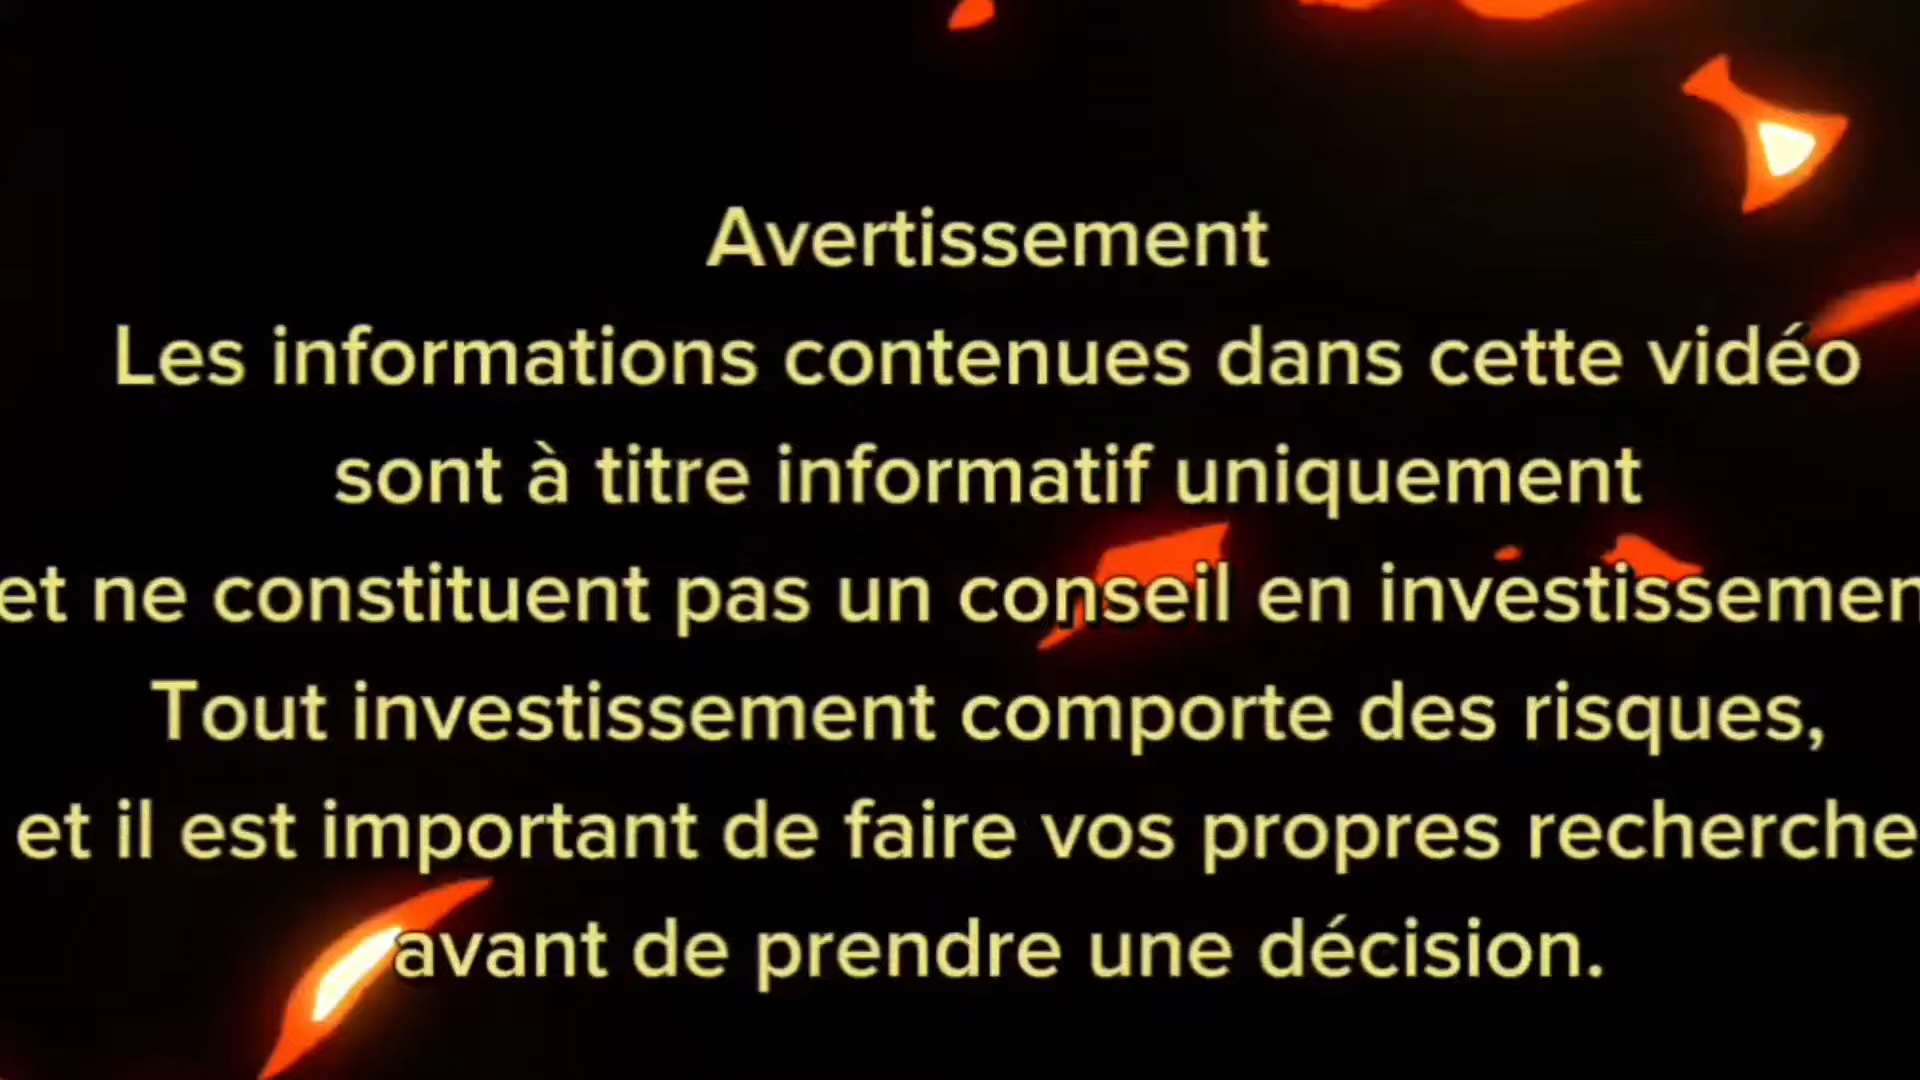 Avertissement
Les informations contenues dans cette vidéo
sont à titre informatif uniquement
et ne constituent pas un conseil en investissemen
Tout investissement comporte des risques,
et il est important de faire vos propres recherche
avant de prendre une décision.